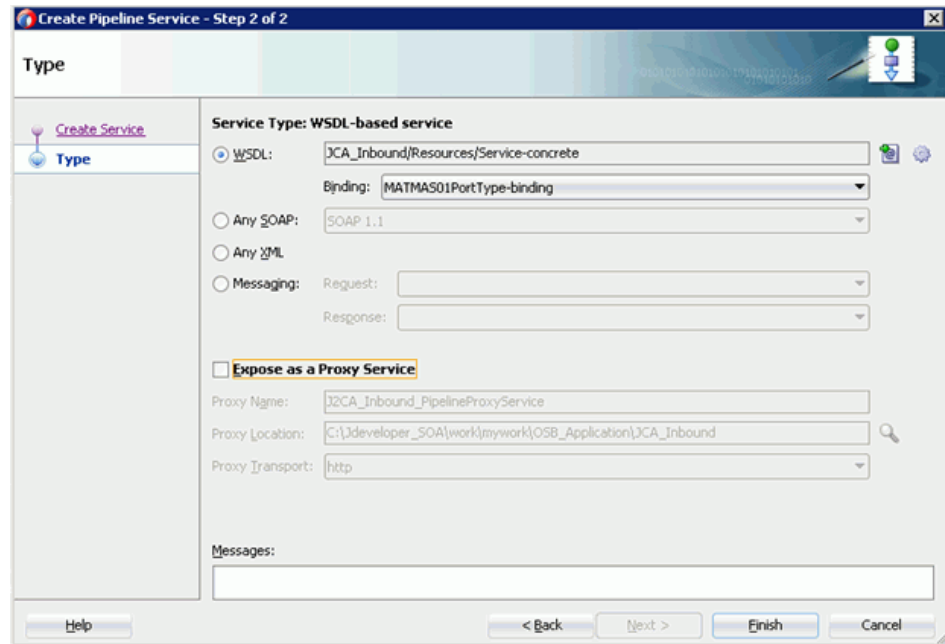 Create Pipeline Service - Step 2 of 2
Type
Create Service
Type
Service Type: WSDL-based service
WSDL: JCA_Inbound/Resources/Service-concrete
Binding: MATMAS01PortType-binding
Any SOAP: SOAP 1.1
Any XML
Messaging: Request:
Response:
Expose as a Proxy Service
Proxy Name: J2CA_Inbound_PipelineProxyService
Proxy Location: C:\Jdeveloper_SOA\work\mywork\OSB_Application\JCA_Inbound
Proxy Transport: http
Messages:
Help < Back Next > Finish Cancel